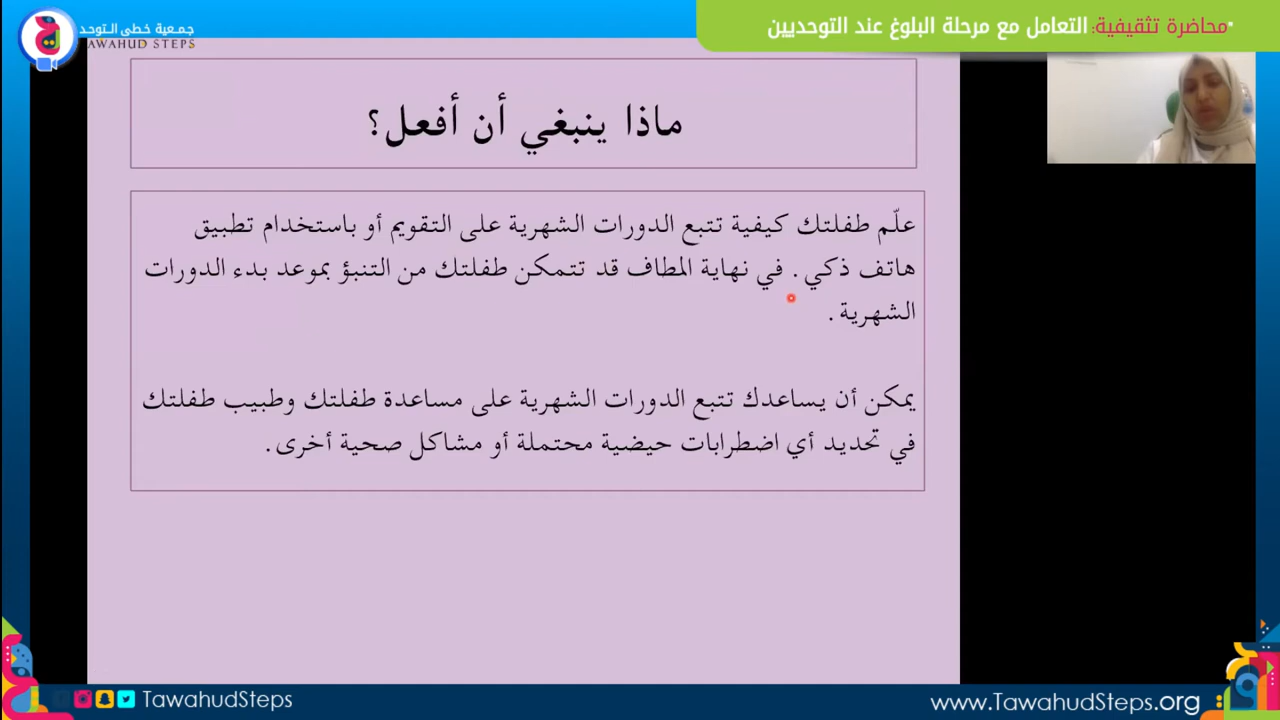 محاضرة تثقيفية: التعامل مع مرحلة البلوغ عند التوحديين
جمعية خطى التوحد
TAWAHUD STEPS
ماذا ينبغي أن أفعل؟
علّم طفلتك كيفية تتبع الدورات الشهرية على التقويم أو باستخدام تطبيق
هاتف ذكي . في نهاية المطاف قد تتمكن طفلتك من التنبؤ بموعد بدء الدورات
الشهرية .
يمكن أن يساعدك تتبع الدورات الشهرية على مساعدة طفلتك وطبيب طفلتك
في تحديد أي اضطرابات حيضية محتملة أو مشاكل صحية أخرى .
TawahudSteps
www.TawahudSteps.org